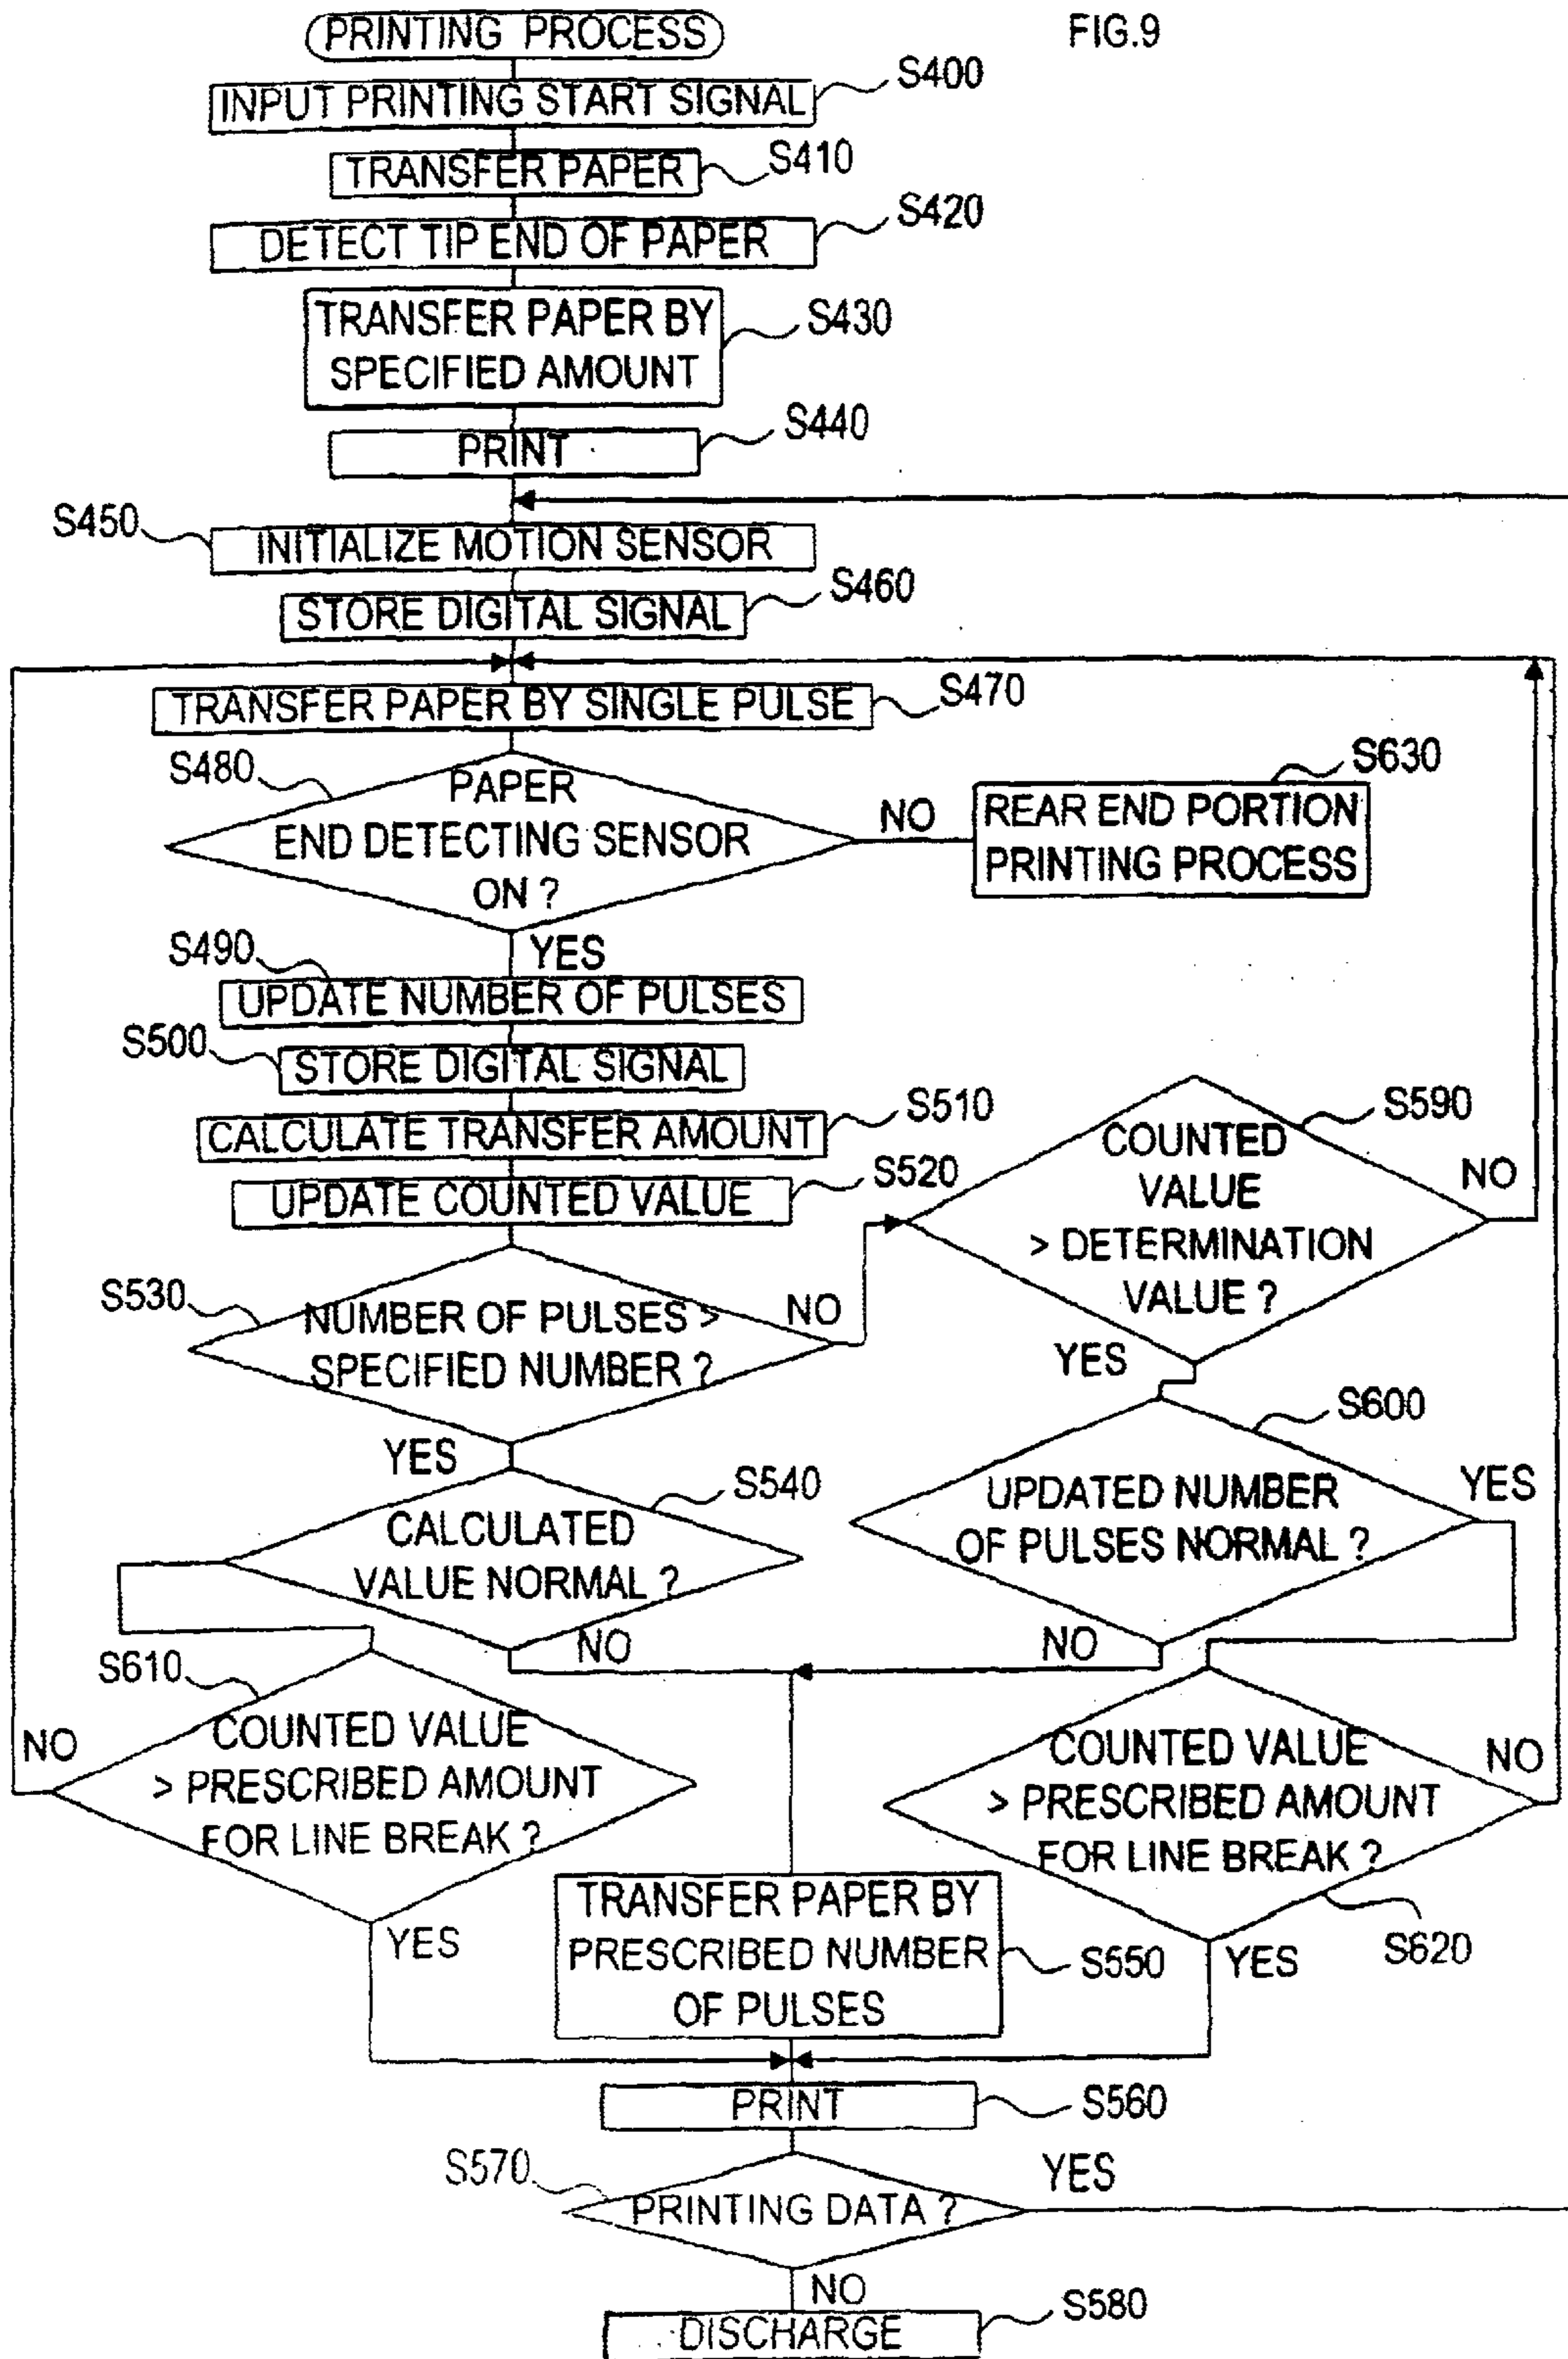 PRINTING PROCESS
FIG.9
S400
INPUT PRINTING START SIGNAL
S410
TRANSFER PAPER
S420
DETECT TIP END OF PAPER
TRANSFER PAPER BY
S430
SPECIFIED AMOUNT
S440
PRINT
S450
INITIALIZE MOTION SENSOR
S460
STORE DIGITAL SIGNAL
S470
TRANSFER PAPER BY SINGLE PULSE
S480
PAPER
END DETECTING SENSOR
ON ?
NO
S630
REAR END PORTION
PRINTING PROCESS
YES
S490
UPDATE NUMBER OF PULSES
S500
STORE DIGITAL SIGNAL
S510
CALCULATE TRANSFER AMOUNT
S520
UPDATE COUNTED VALUE
S590
COUNTED
VALUE
> DETERMINATION
VALUE ?
NO
YES
S530
NUMBER OF PULSES >
SPECIFIED NUMBER ?
NO
YES
S540
CALCULATED
VALUE NORMAL ?
NO
S600
UPDATED NUMBER
OF PULSES NORMAL ?
YES
NO
S610
COUNTED VALUE
> PRESCRIBED AMOUNT
FOR LINE BREAK ?
NO
YES
COUNTED VALUE
> PRESCRIBED AMOUNT
FOR LINE BREAK ?
NO
S620
YES
TRANSFER PAPER BY
PRESCRIBED NUMBER
OF PULSES
S550
PRINT
S560
S570
PRINTING DATA ?
YES
NO
S580
DISCHARGE